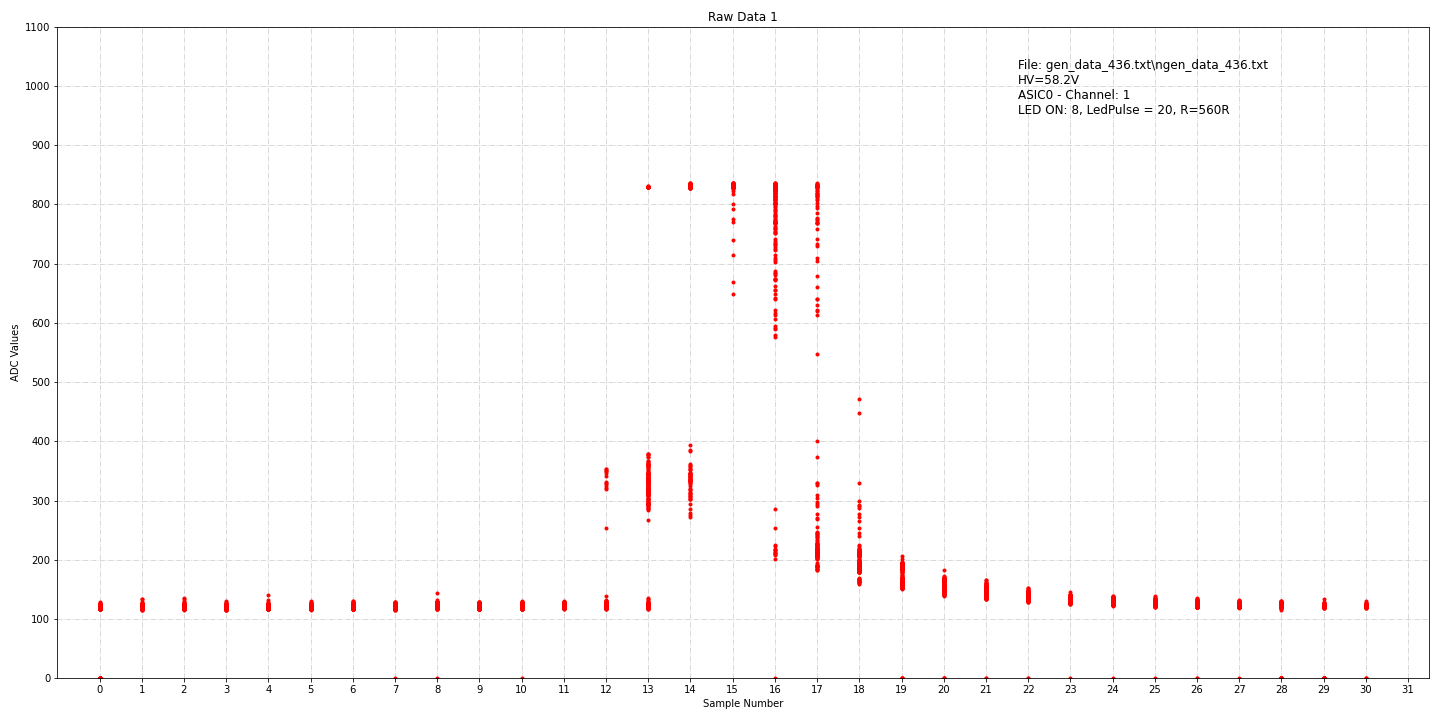 Raw Data 1
File: gen_data_436.txt\ngen_data_436.txt
HV=58.2V
ASIC0 - Channel: 1
LED ON: 8, LedPulse = 20, R=560R
ADC Values
1100
1000
900
800
700
600
500
400
300
200
100
0
0 1 2 3 4 5 6 7 8 9 10 11 12 13 14 15 16 17 18 19 20 21 22 23 24 25 26 27 28 29 30 31
Sample Number